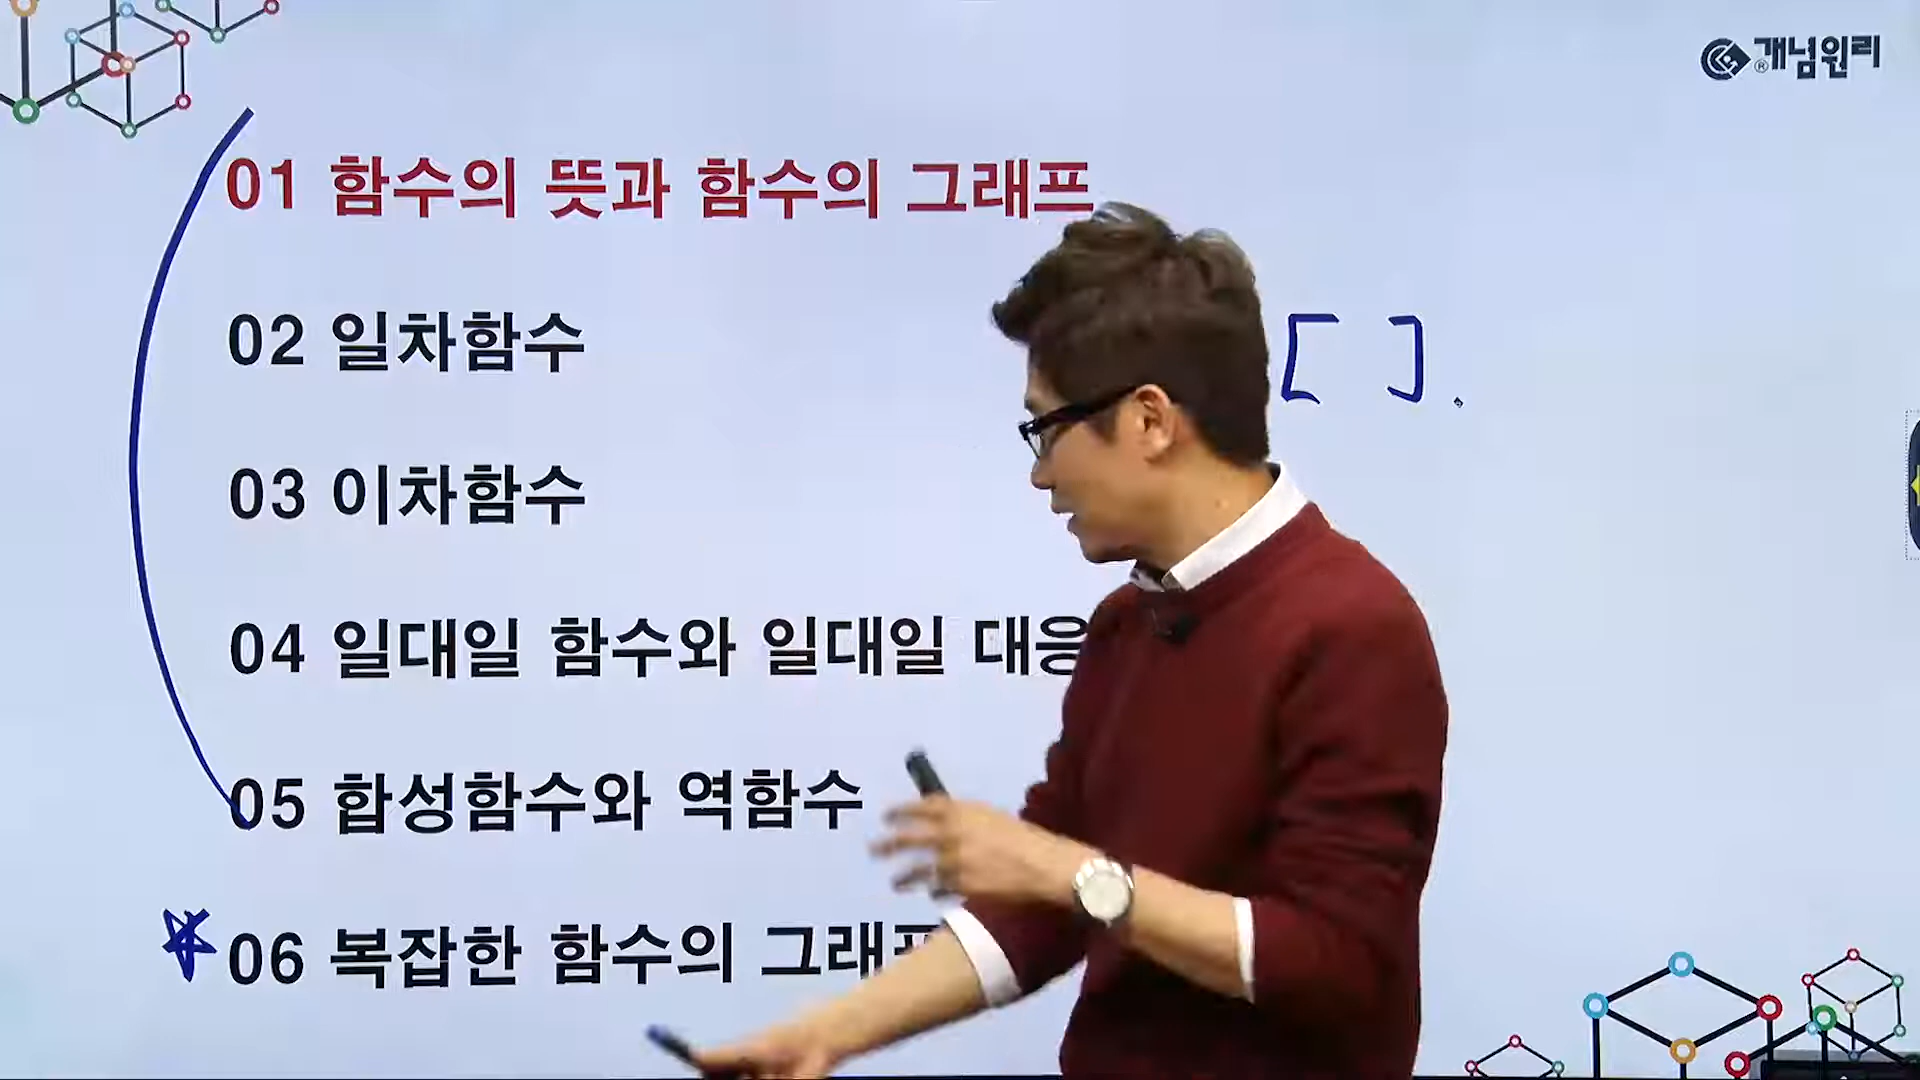 개념원리
®
01 함수의 뜻과 함수의 그래프
02 일차함수
[ ].
03 이차함수
04 일대일 함수와 일대일 대응
05 합성함수와 역함수
06 복잡한 함수의 그래프